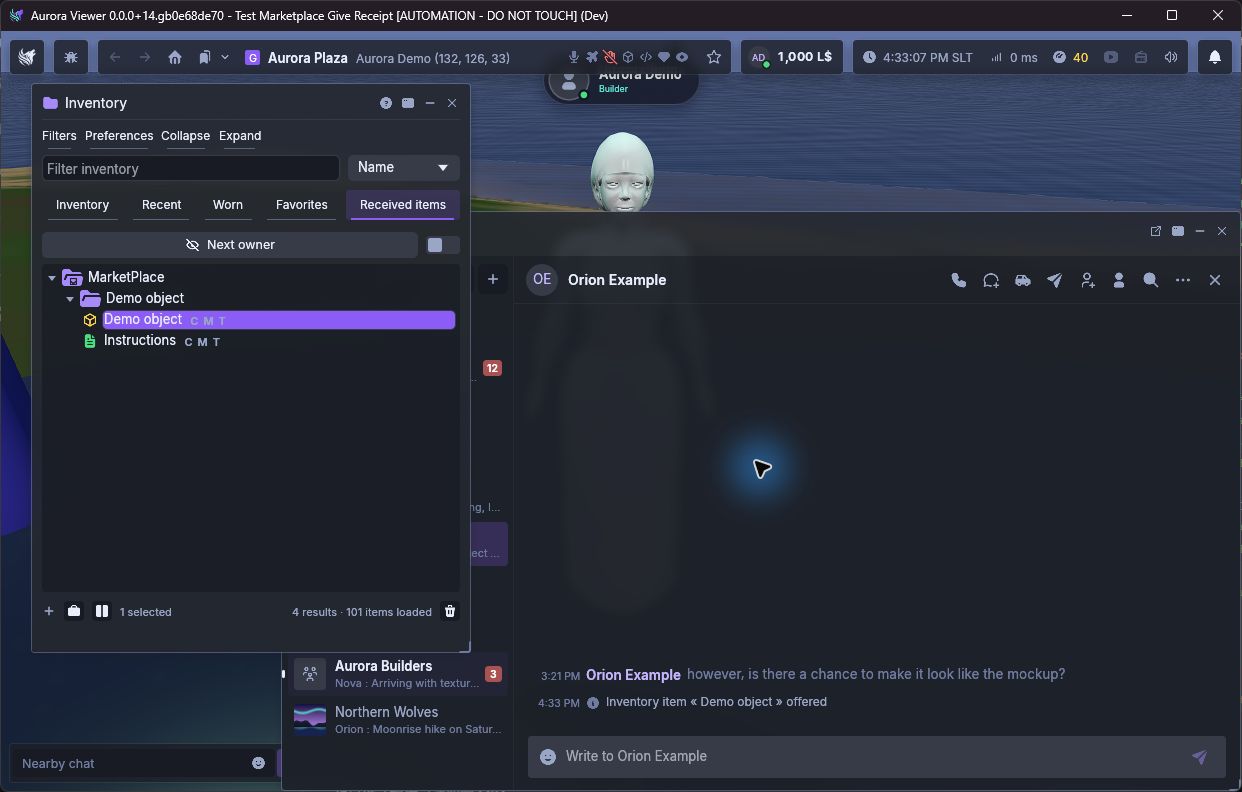 Aurora Viewer 0.0.0+14.gb0e68de70 - Test Marketplace Give Receipt [AUTOMATION - DO NOT TOUCH] (Dev)
G Aurora Plaza Aurora Demo (132, 126, 33)
AD 1,000 L$
4:33:07 PM SLT 0 ms 40
Aurora Demo
Builder
Inventory
Filters Preferences Collapse Expand
Filter inventory
Name
Inventory Recent Worn Favorites Received items
Next owner
MarketPlace
Demo object
Demo object C M T
Instructions C M T
+ 1 selected 4 results · 101 items loaded
+
12
ng, I...
ect ...
Aurora Builders
Nova : Arriving with textur...
3
Northern Wolves
Orion : Moonrise hike on Satur...
OE Orion Example
3:21 PM Orion Example however, is there a chance to make it look like the mockup?
4:33 PM Inventory item « Demo object » offered
Write to Orion Example
Nearby chat